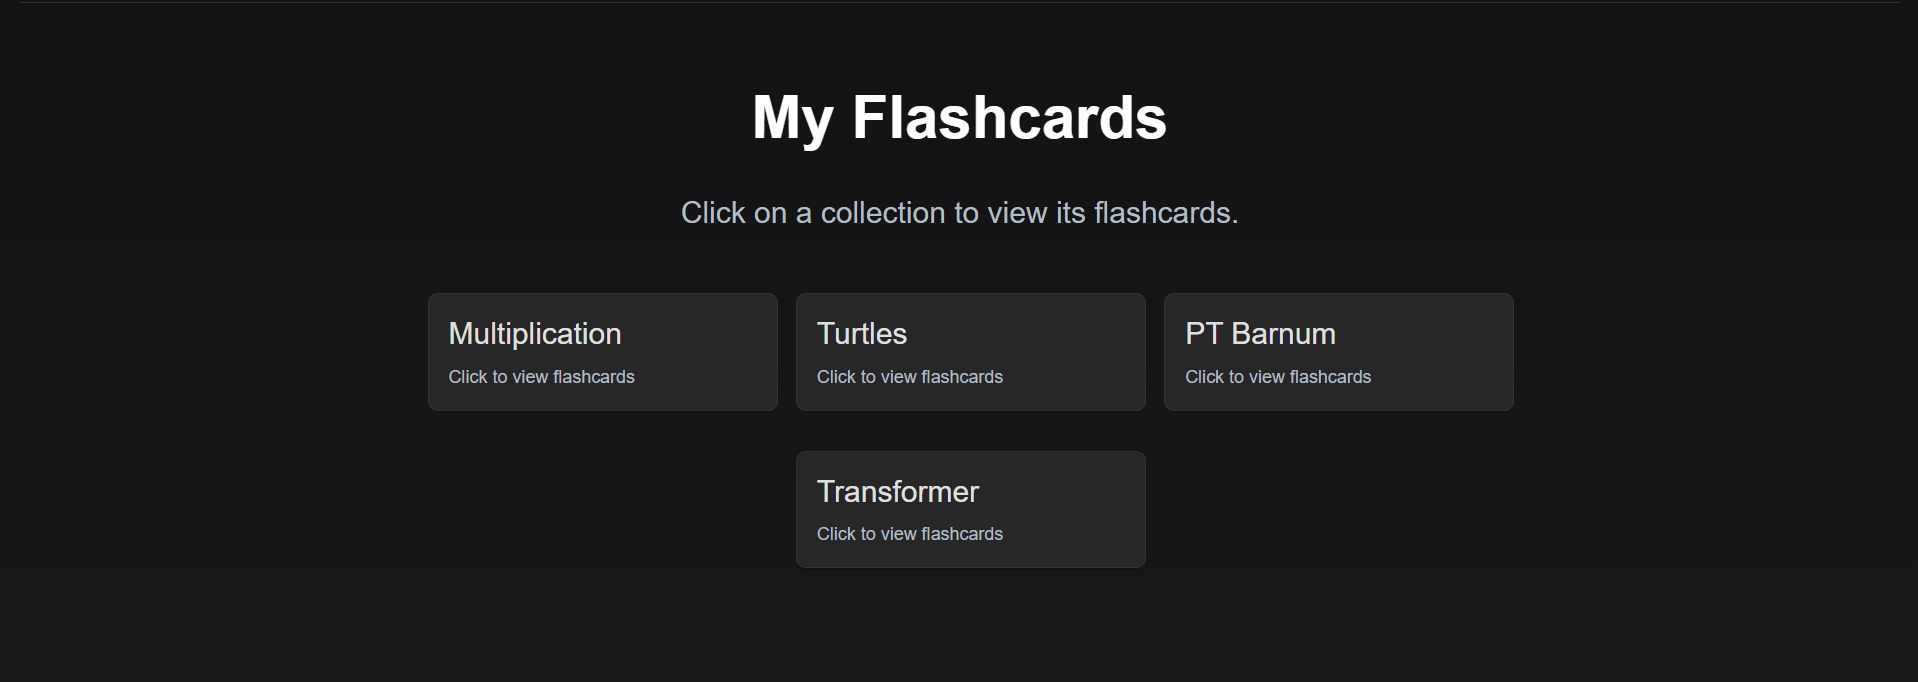 My Flashcards
Click on a collection to view its flashcards.
Multiplication
Click to view flashcards
Turtles
Click to view flashcards
PT Barnum
Click to view flashcards
Transformer
Click to view flashcards